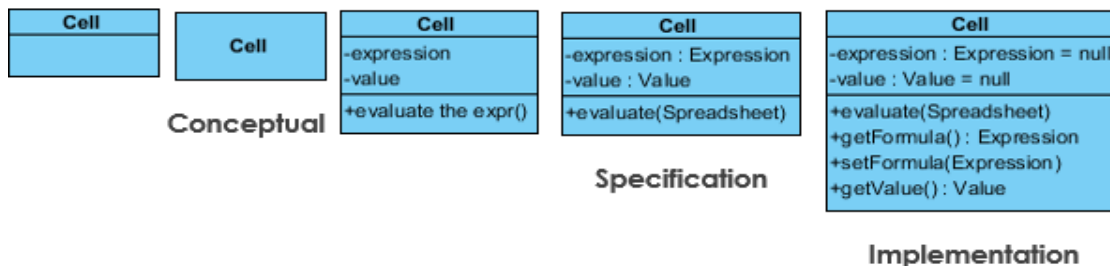 Cell
Cell
Conceptual
Cell
-expression
-value
+evaluate the expr()
Cell
-expression : Expression
-value : Value
+evaluate(Spreadsheet)
Specification
Cell
-expression : Expression = null
-value : Value = null
+evaluate(Spreadsheet)
+getFormula() : Expression
+setFormula(Expression)
+getValue() : Value
Implementation